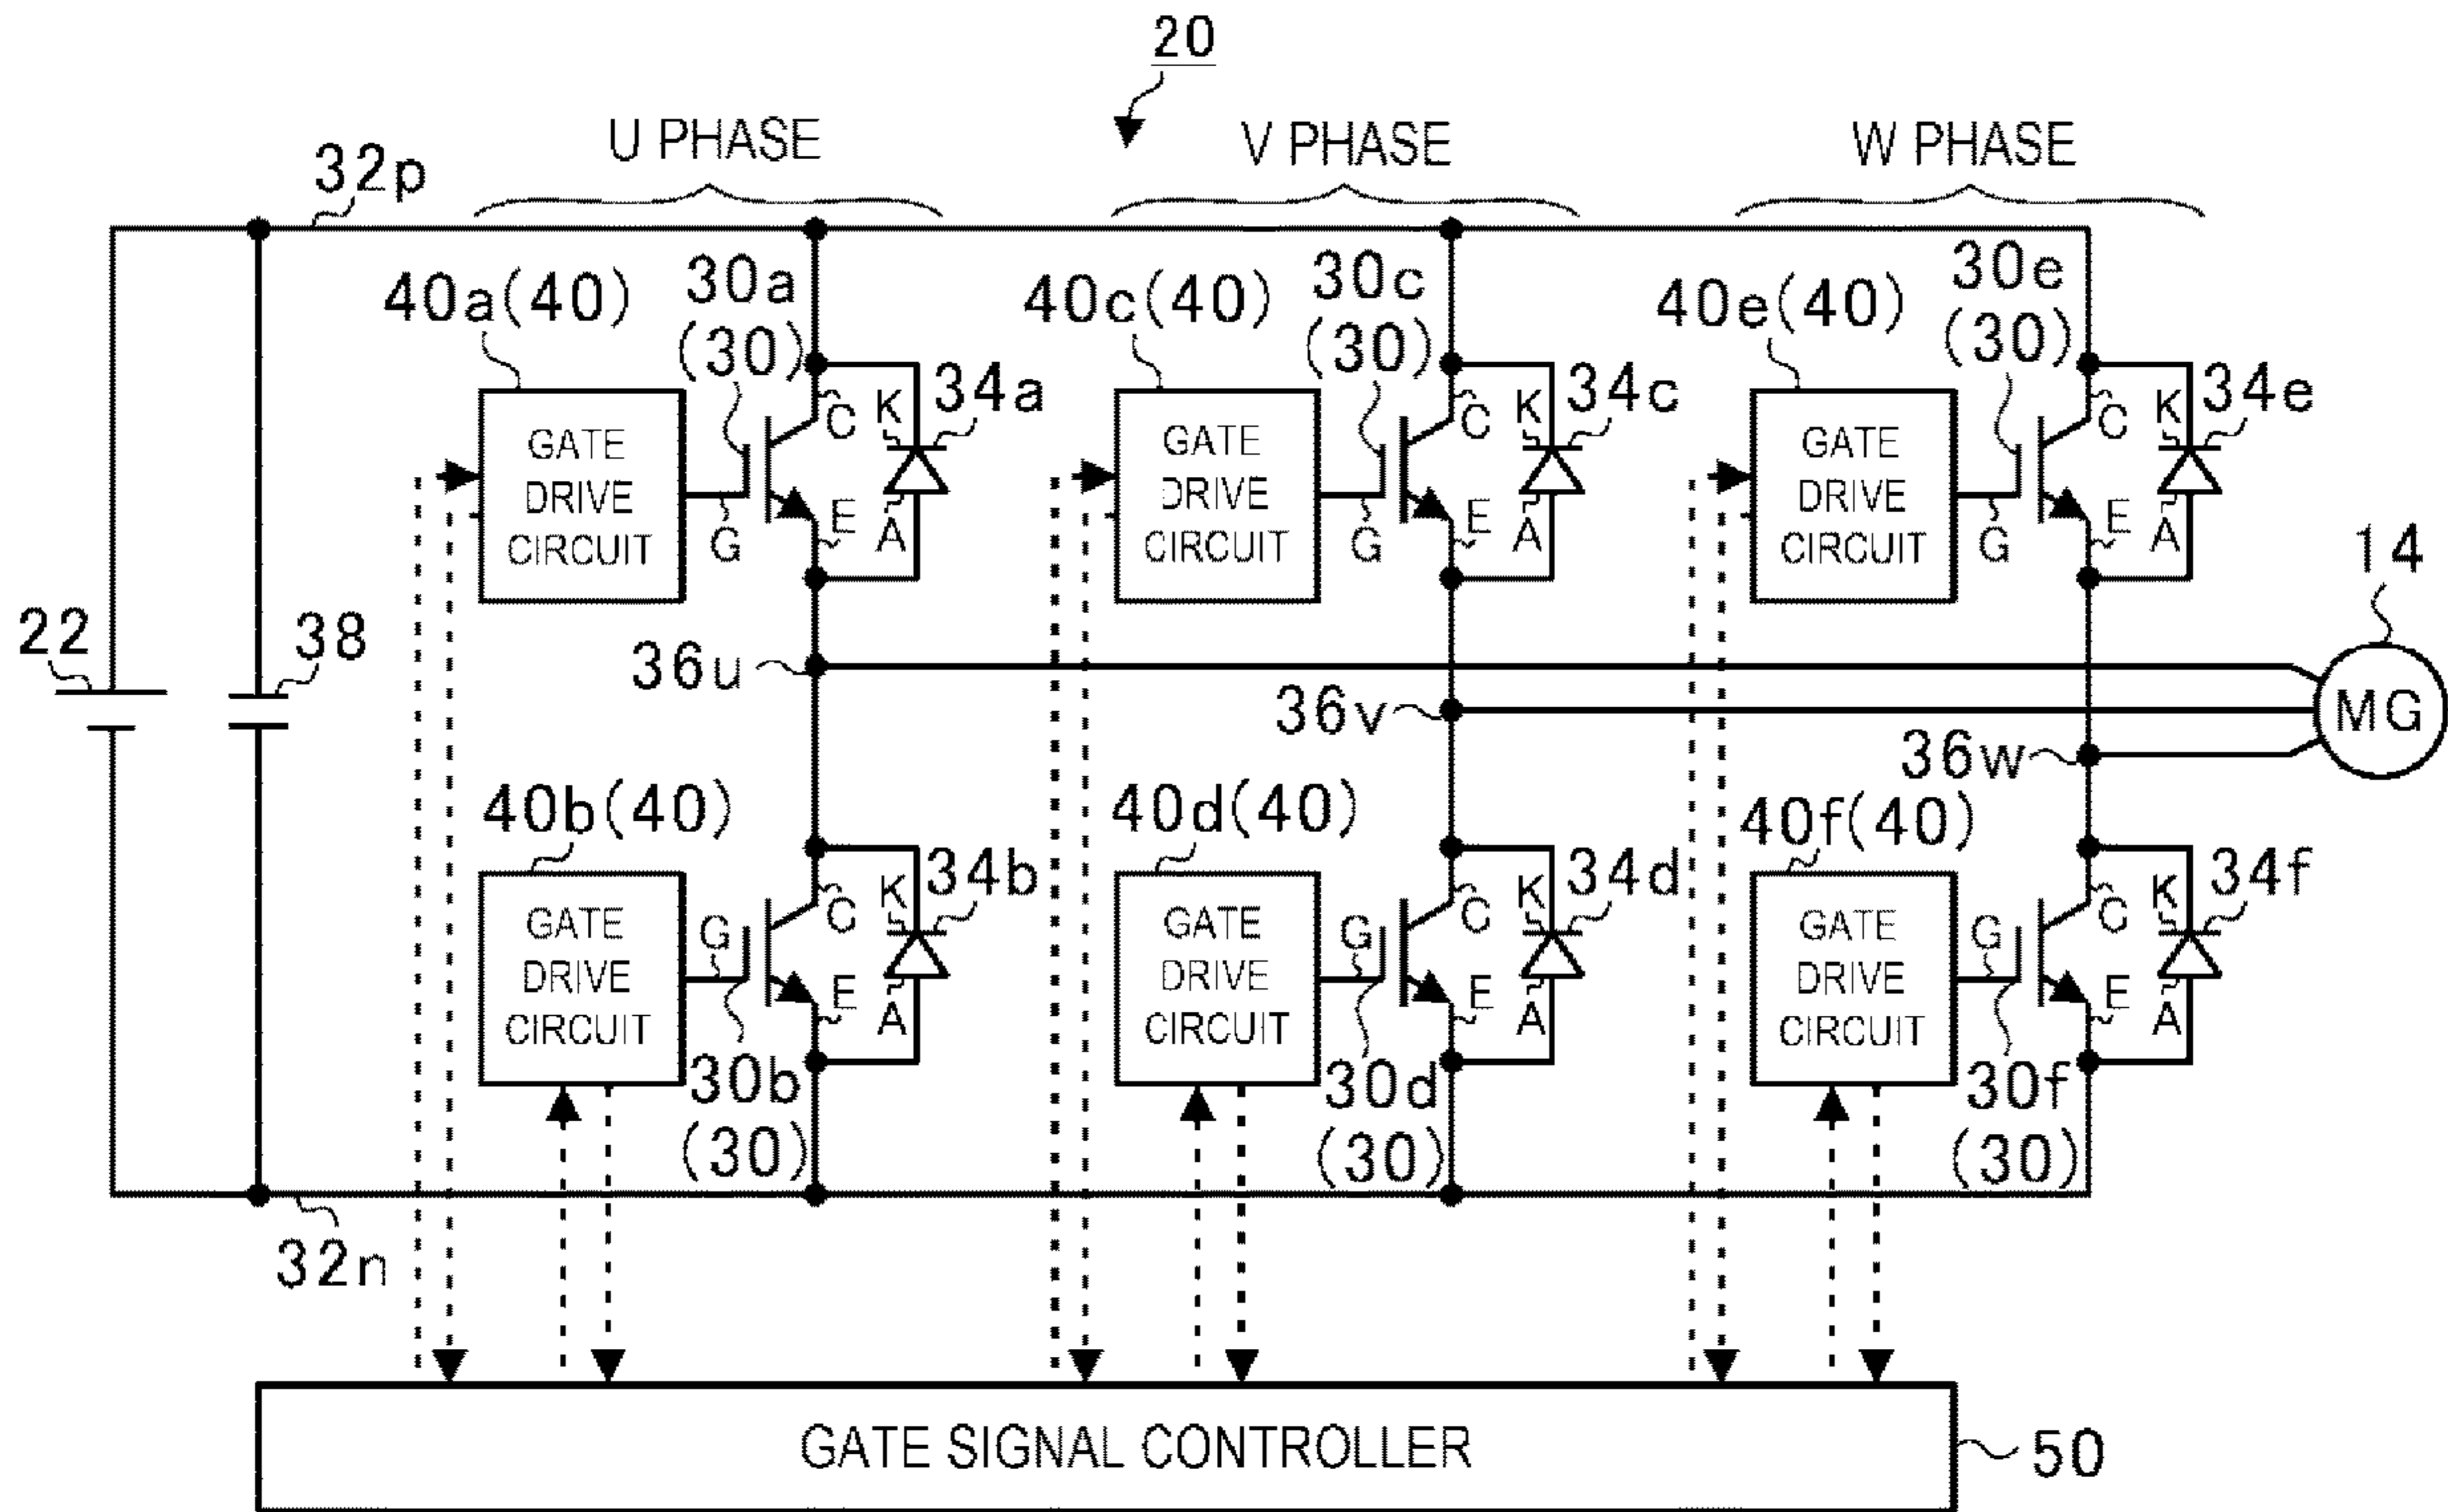 20
U PHASE
V PHASE
W PHASE
32p
40a(40)
30a
(30)
40c(40)
30c
(30)
40e(40)
30e
(30)
GATE
DRIVE
CIRCUIT
G
C
E
K
A
34a
GATE
DRIVE
CIRCUIT
G
C
E
K
A
34c
GATE
DRIVE
CIRCUIT
G
C
E
K
A
34e
14
MG
22
38
36u
36v
36w
40b(40)
40d(40)
40f(40)
GATE
DRIVE
CIRCUIT
G
C
E
K
A
34b
30b
(30)
GATE
DRIVE
CIRCUIT
G
C
E
K
A
34d
30d
(30)
GATE
DRIVE
CIRCUIT
G
C
E
K
A
34f
30f
(30)
32n
GATE SIGNAL CONTROLLER
50